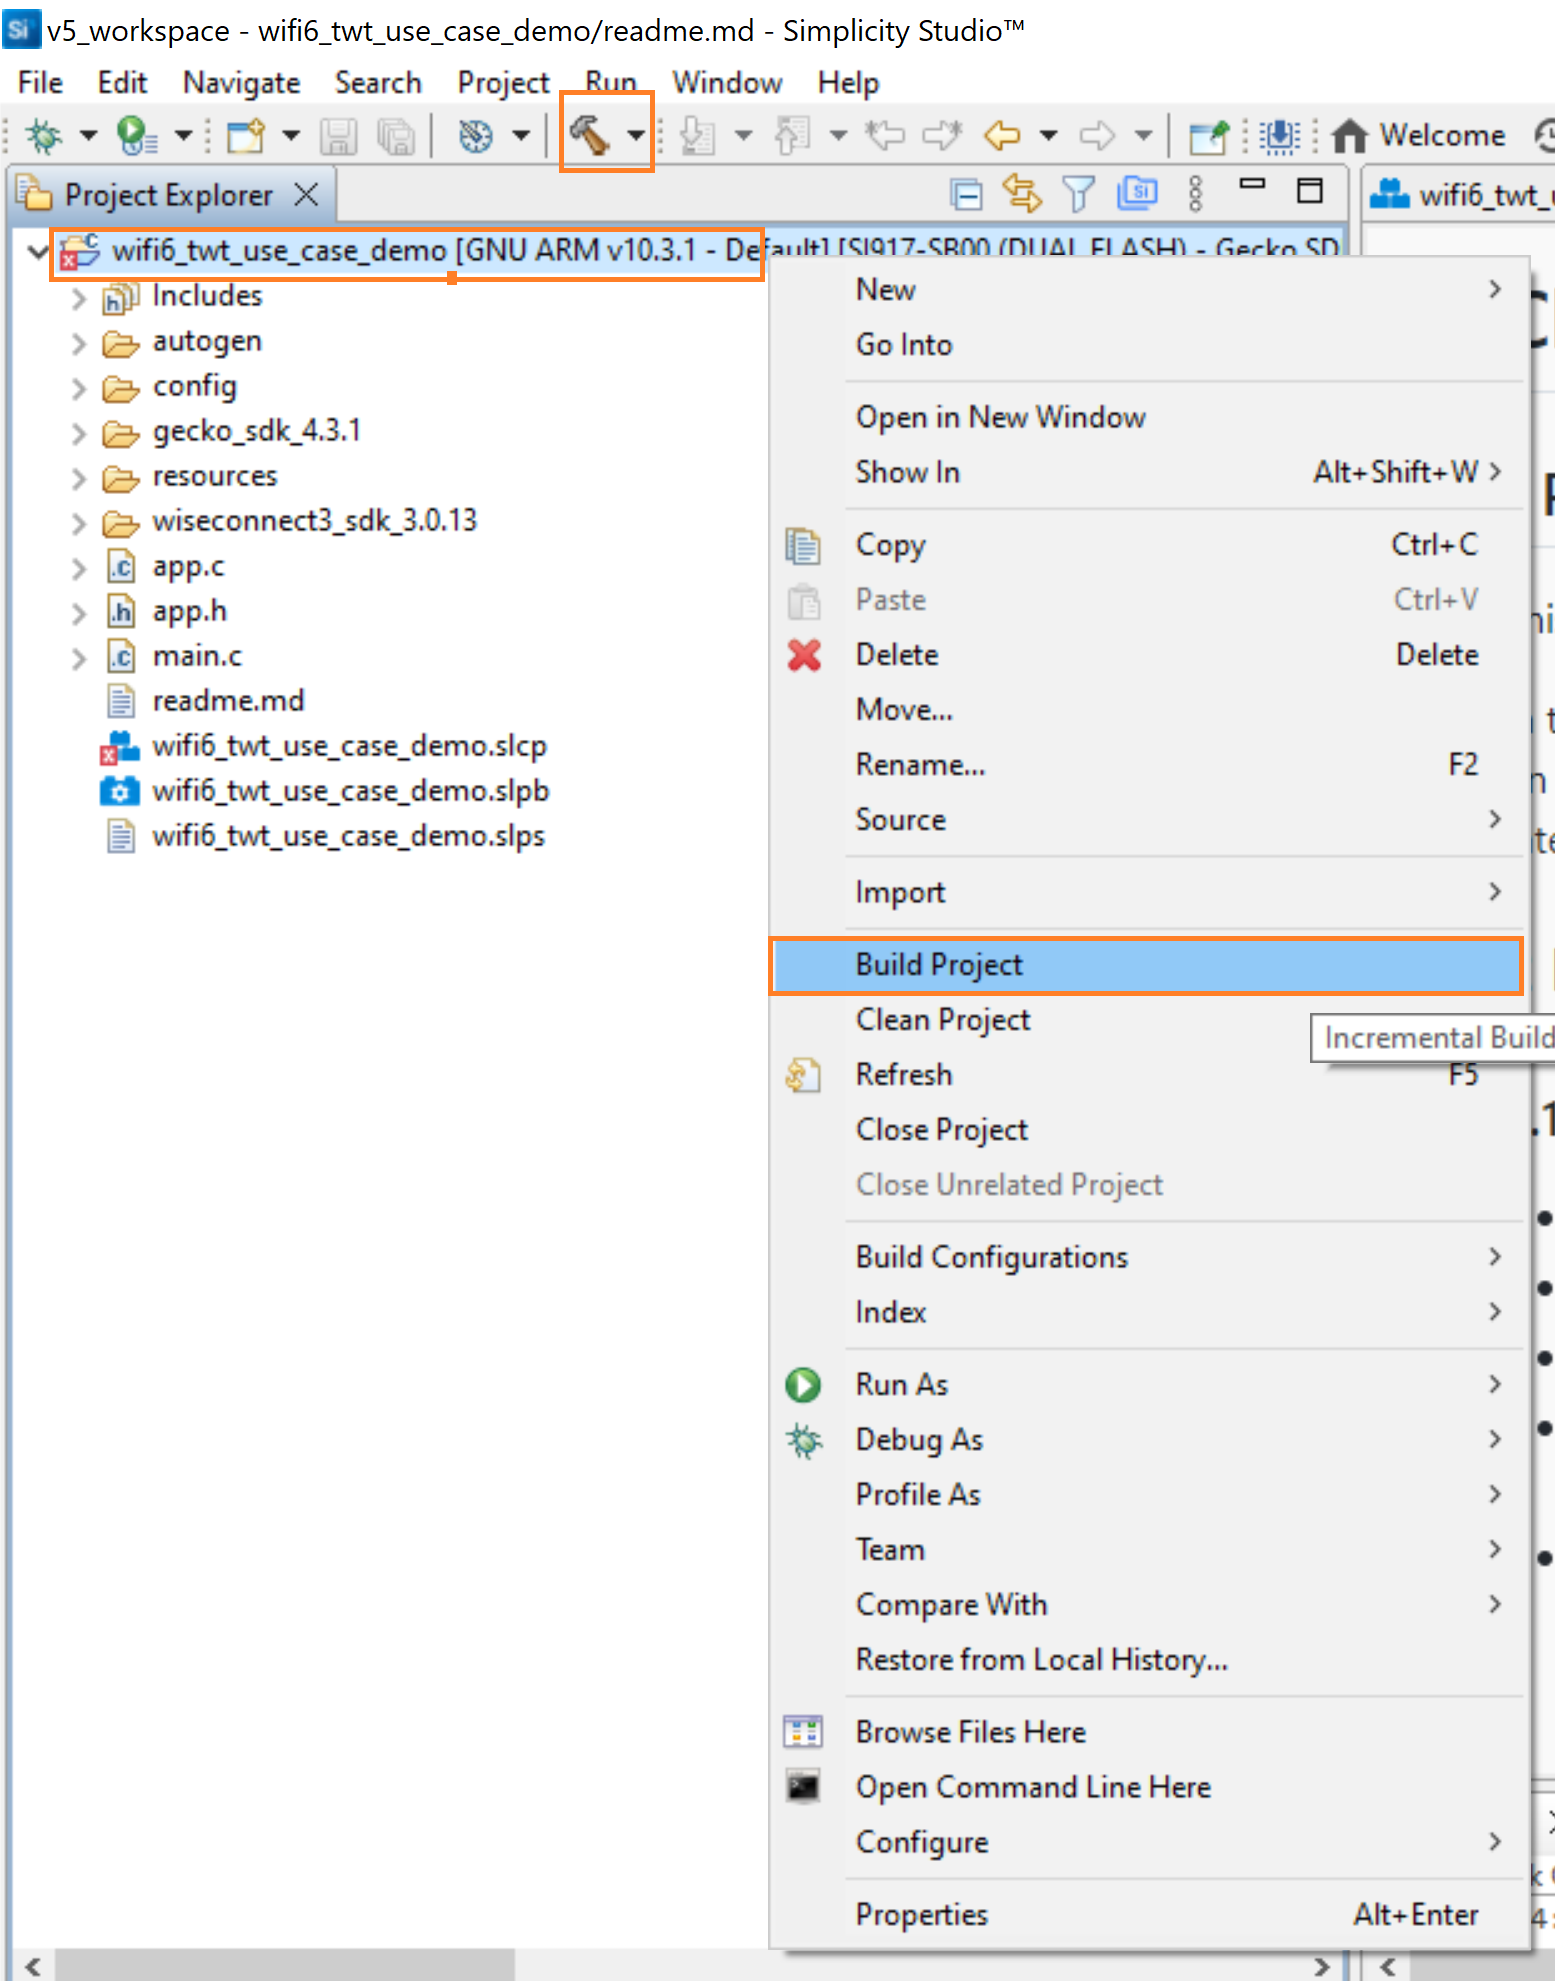 Si v5_workspace - wifi6_twt_use_case_demo/readme.md - Simplicity Studio™
File Edit Navigate Search Project Run Window Help
Welcome
Project Explorer
wifi6_twt_
wifi6_twt_use_case_demo [GNU ARM v10.3.1 - Default] [SI917-SB00 (DUAL FLASH) - Gecko SD
Includes
autogen
config
gecko_sdk_4.3.1
resources
wiseconnect3_sdk_3.0.13
app.c
app.h
main.c
readme.md
wifi6_twt_use_case_demo.slcp
wifi6_twt_use_case_demo.slpb
wifi6_twt_use_case_demo.slps
New
Go Into
Open in New Window
Show In Alt+Shift+W
Copy Ctrl+C
Paste Ctrl+V
Delete Delete
Move...
Rename... F2
Source
Import
Build Project
Clean Project
Incremental Build
Refresh F5
Close Project
Close Unrelated Project
Build Configurations
Index
Run As
Debug As
Profile As
Team
Compare With
Restore from Local History...
Browse Files Here
Open Command Line Here
Configure
Properties Alt+Enter